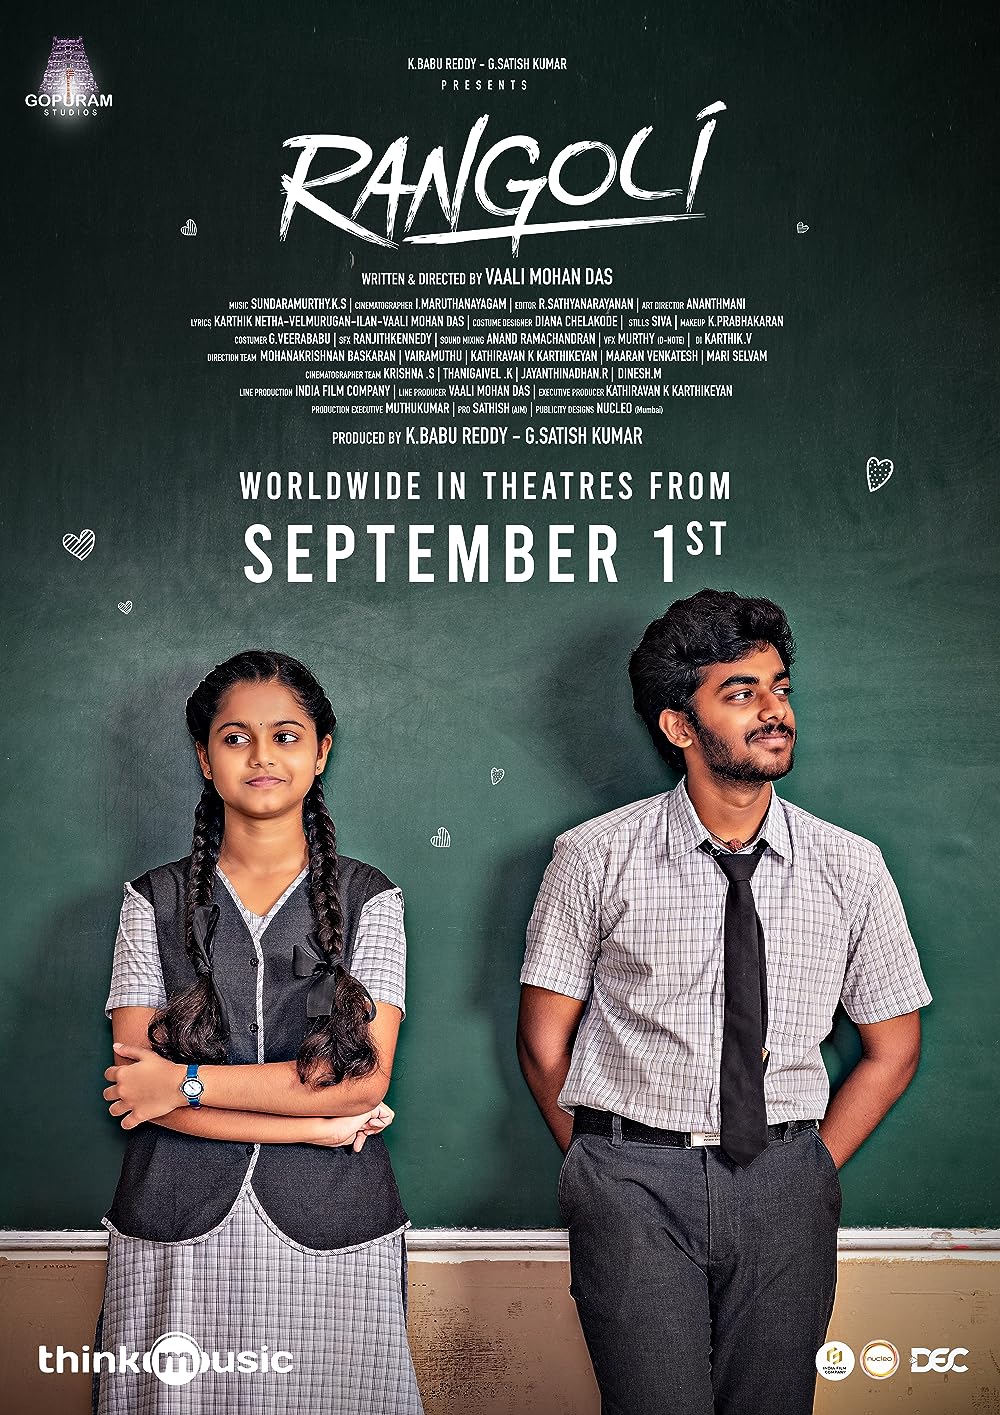 GOPURAM
STUDIOS
K.BABU REDDY - G.SATISH KUMAR
PRESENTS
RANGOLI
WRITTEN & DIRECTED BY VAALI MOHAN DAS
MUSIC SUNDARAMURTHY.K.S | CINEMATOGRAPHER I.MARUTHANAYAGAM | EDITOR R.SATHYANARAYANAN | ART DIRECTOR ANANTHMANI
LYRICS KARTHIK NETHA-VELMURUGAN-ILAN-VAALI MOHAN DAS | COSTUME DESIGNER DIANA CHELAKODE | STILLS SIVA | MAKEUP K.PRABHAKARAN
COSTUMER G.VEERABABU | SFX RANJITHKENNEDY | SOUND MIXING ANAND RAMACHANDRAN | VFX MURTHY (D-NOTE) | DI KARTHIK.V
DIRECTION TEAM MOHANAKRISHNAN BASKARAN | VAIRAMUTHU | KATHIRAVAN K KARTHIKEYAN | MAARAN VENKATESH | MARI SELVAM
CINEMATOGRAPHER TEAM KRISHNA .S | THANIGAIVEL .K | JAYANTHINADHAN.R | DINESH.M
LINE PRODUCTION INDIA FILM COMPANY | LINE PRODUCER VAALI MOHAN DAS | EXECUTIVE PRODUCER KATHIRAVAN K KARTHIKEYAN
PRODUCTION EXECUTIVE MUTHUKUMAR | PRO SATHISH (AIM) | PUBLICITY DESIGNS NUCLEO (Mumbai)
PRODUCED BY K.BABU REDDY - G.SATISH KUMAR
WORLDWIDE IN THEATRES FROM
SEPTEMBER 1ST
think music
INDIA FILM
COMPANY
nucleo
DEC